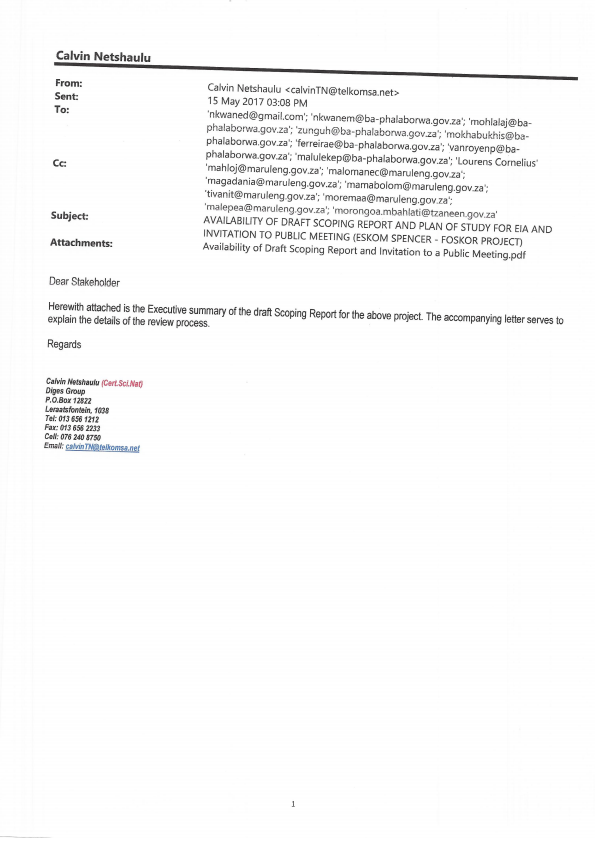 Calvin Netshaulu
From: Calvin Netshaulu <calvinTN@telkomsa.net>
Sent: 15 May 2017 03:08 PM
To: 'nkwaned@gmail.com'; 'nkwanem@ba-phalaborwa.gov.za'; 'mohlalaj@ba-
phalaborwa.gov.za'; 'zunguh@ba-phalaborwa.gov.za'; 'mokhabukhis@ba-
phalaborwa.gov.za'; 'ferreirae@ba-phalaborwa.gov.za'; 'vanroyenp@ba-
phalaborwa.gov.za'; 'malulekep@ba-phalaborwa.gov.za'; 'Lourens Cornelius'
Cc: 'mahloj@maruleng.gov.za'; 'malomanec@maruleng.gov.za';
'magadania@maruleng.gov.za'; 'mamabolom@maruleng.gov.za';
'tivanit@maruleng.gov.za'; 'moremaa@maruleng.gov.za';
'malepea@maruleng.gov.za'; 'morongoa.mbahlati@tzaneen.gov.za'
Subject: AVAILABILITY OF DRAFT SCOPING REPORT AND PLAN OF STUDY FOR EIA AND
INVITATION TO PUBLIC MEETING (ESKOM SPENCER - FOSKOR PROJECT)
Attachments: Availability of Draft Scoping Report and Invitation to a Public Meeting.pdf
Dear Stakeholder
Herewith attached is the Executive summary of the draft Scoping Report for the above project. The accompanying letter serves to
explain the details of the review process.
Regards
Calvin Netshaulu (Cert.Sci.Nat)
Diges Group
P.O.Box 12822
Leraatsfontein, 1038
Tel: 013 656 1212
Fax: 013 656 2233
Cell: 076 240 8750
Email: calvinTN@telkomsa.net
1